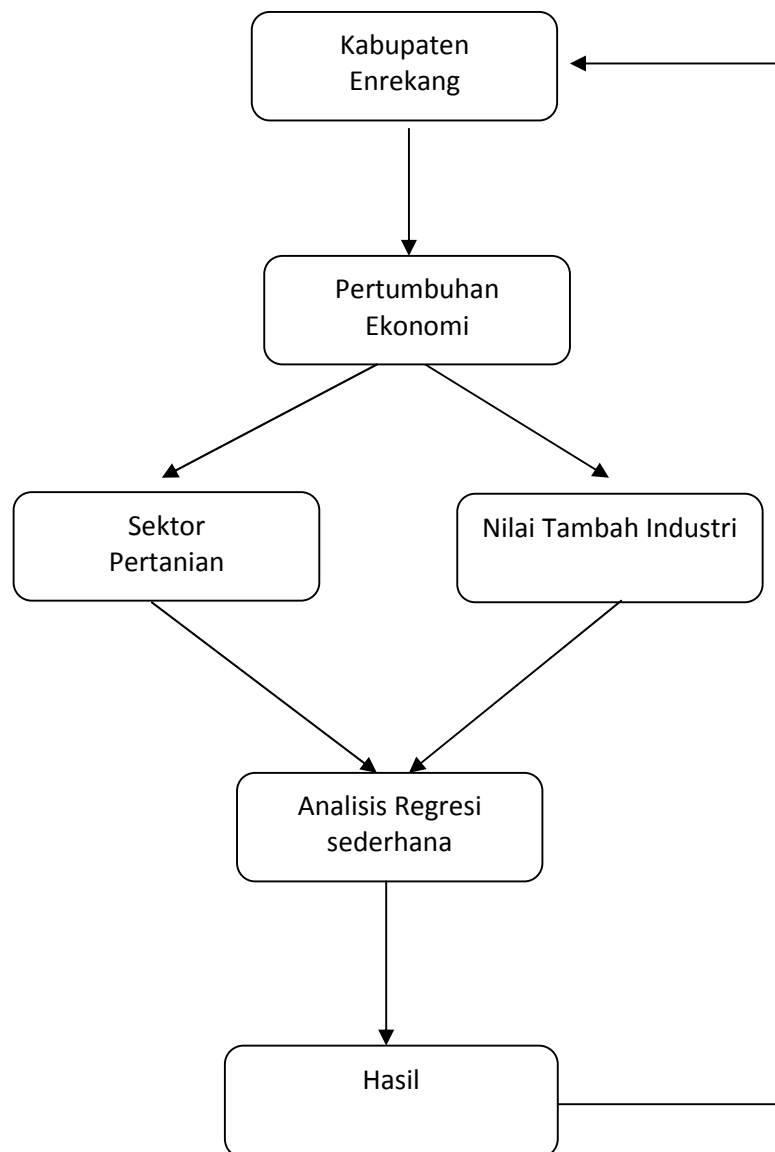 Kabupaten
Enrekang
Pertumbuhan
Ekonomi
Sektor
Pertanian
Nilai Tambah Industri
Analisis Regresi
sederhana
Hasil